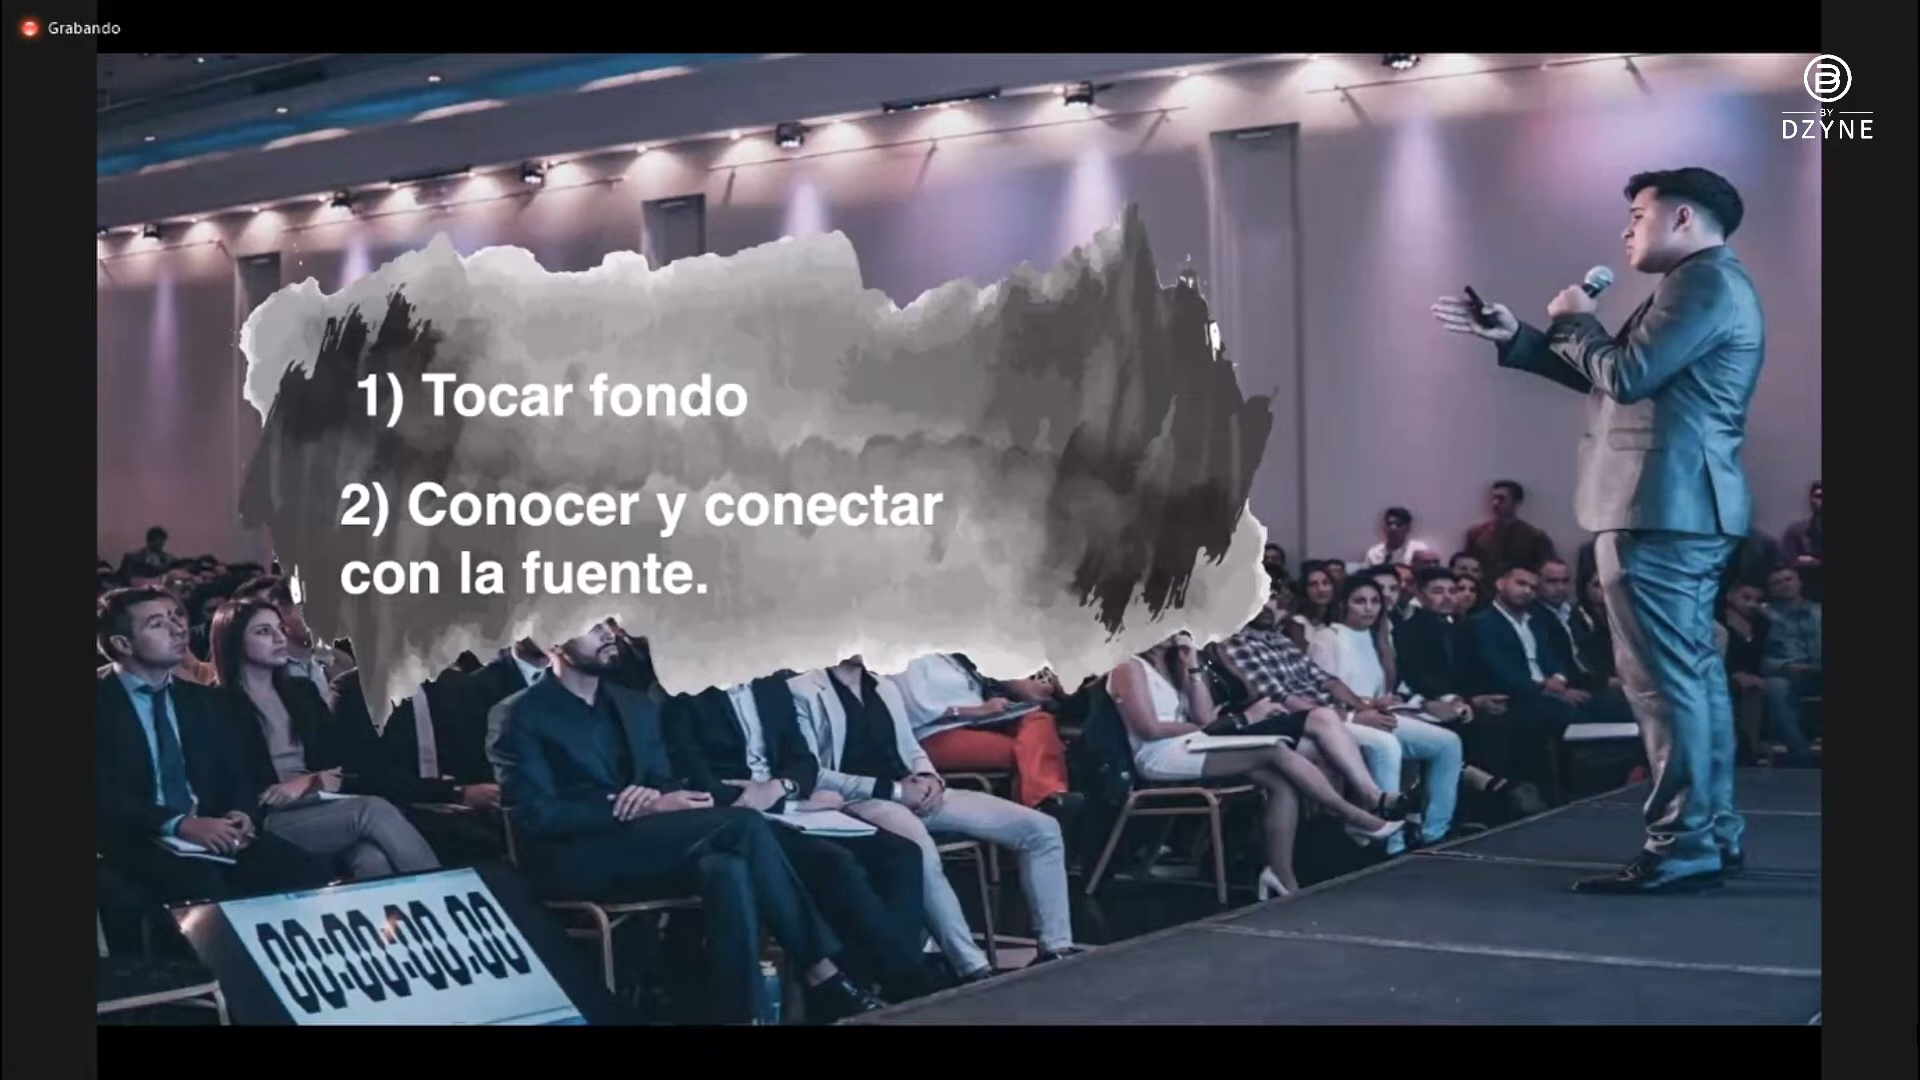 Grabando
BY
DZYNE
1) Tocar fondo
2) Conocer y conectar
con la fuente.
00:00:00.00